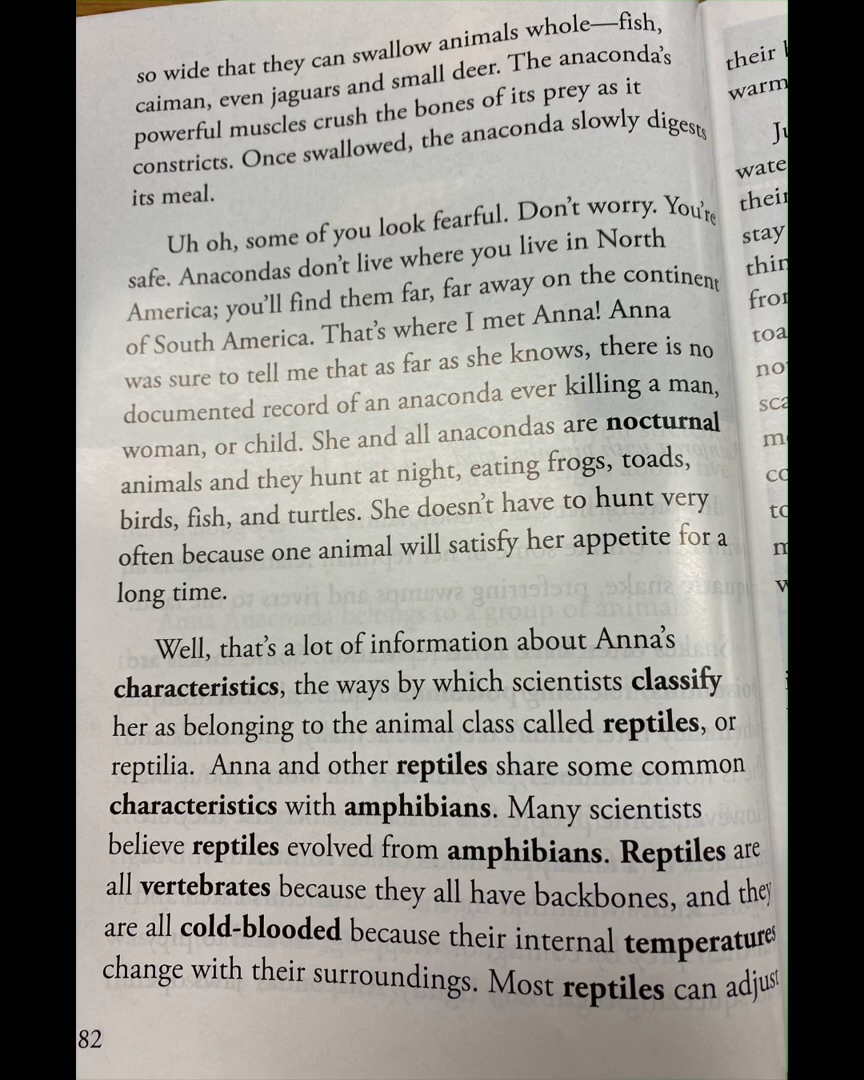 so wide that they can swallow animals whole—fish,
caiman, even jaguars and small deer. The anaconda's
powerful muscles crush the bones of its prey as it
constricts. Once swallowed, the anaconda slowly digests
its meal.
Uh oh, some of you look fearful. Don't worry. You're
safe. Anacondas don't live where you live in North
America; you'll find them far, far away on the continent
of South America. That's where I met Anna! Anna
was sure to tell me that as far as she knows, there is no
documented record of an anaconda ever killing a man,
woman, or child. She and all anacondas are nocturnal
animals and they hunt at night, eating frogs, toads,
birds, fish, and turtles. She doesn't have to hunt very
often because one animal will satisfy her appetite for a
long time.
Well, that's a lot of information about Anna's
characteristics, the ways by which scientists classify
her as belonging to the animal class called reptiles, or
reptilia. Anna and other reptiles share some common
characteristics with amphibians. Many scientists
believe reptiles evolved from amphibians. Reptiles are
all vertebrates because they all have backbones, and they
are all cold-blooded because their internal temperatures
change with their surroundings. Most reptiles can adjust
82
their
warm
stay